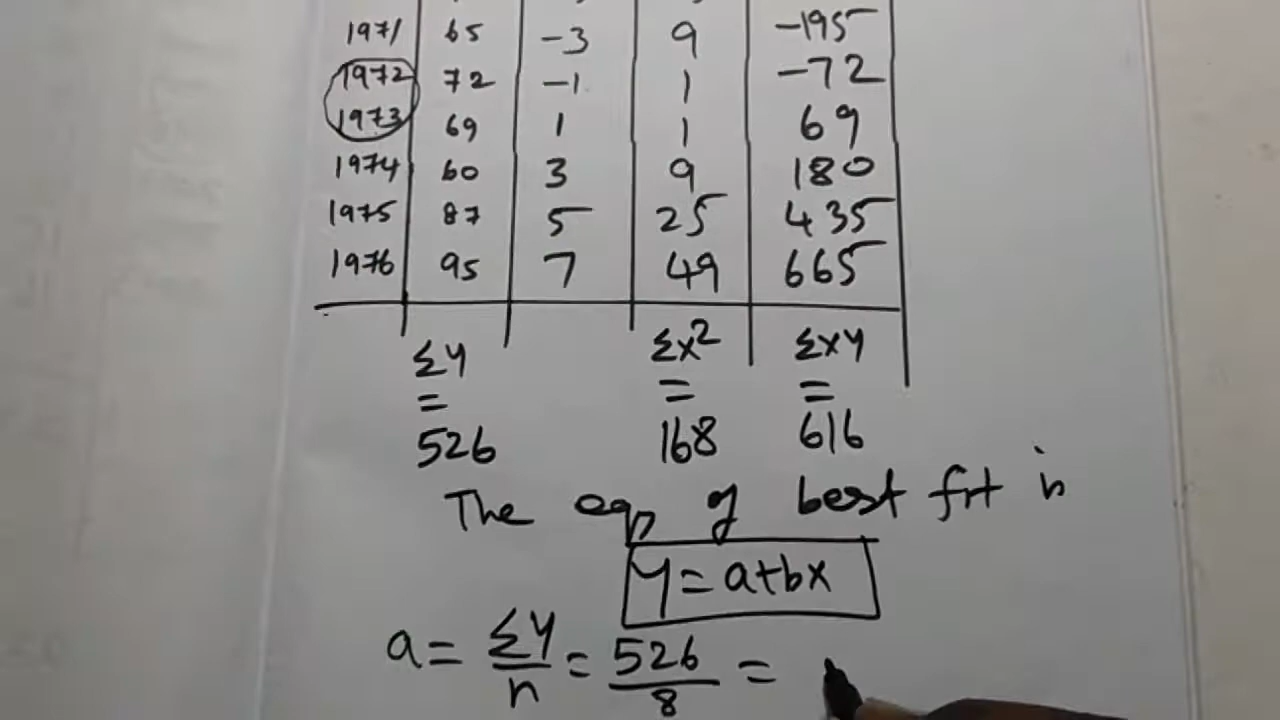 1971 65 -3 9 -195
1972 72 -1 1 -72
1973 69 1 1 69
1974 60 3 9 180
1975 87 5 25 435
1976 95 7 49 665
Σy Σx² Σxy
= = =
526 168 616
The eqn of best fit is
y=a+bx
a = Σy/n = 526/8 =